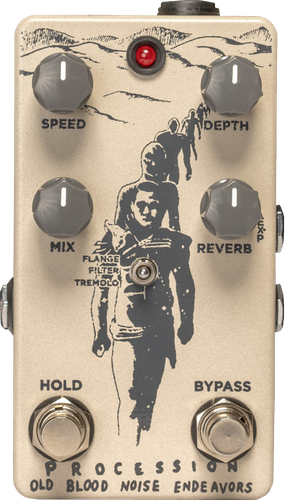 SPEED DEPTH
MIX REVERB
EXP
FLANGE
FILTER
TREMOLO
HOLD BYPASS
PROCESSION
OLD BLOOD NOISE ENDEAVORS